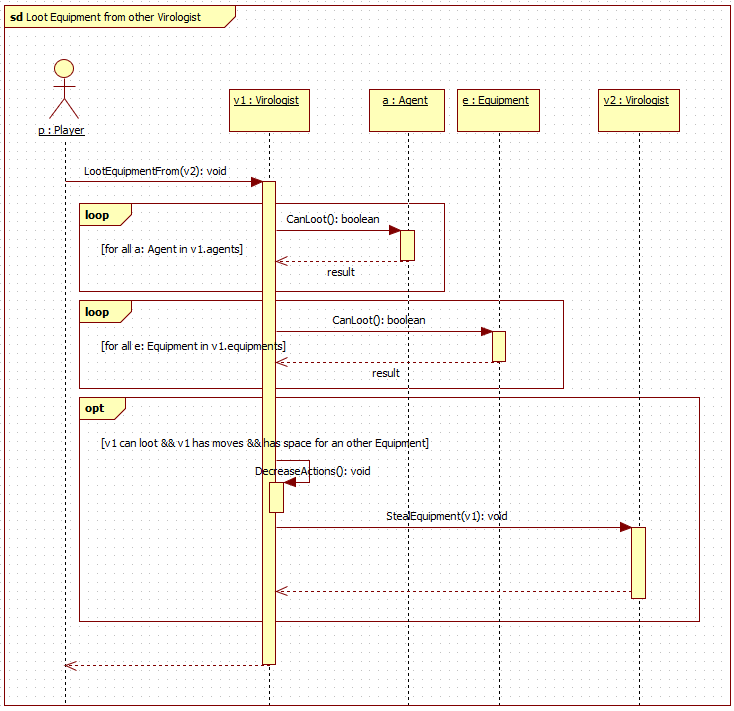 sd Loot Equipment from other Virologist
p : Player
v1 : Virologist
a : Agent
e : Equipment
v2 : Virologist
LootEquipmentFrom(v2): void
loop
CanLoot(): boolean
[for all a: Agent in v1.agents]
result
loop
CanLoot(): boolean
[for all e: Equipment in v1.equipments]
result
opt
[v1 can loot && v1 has moves && has space for an other Equipment]
DecreaseActions(): void
StealEquipment(v1): void